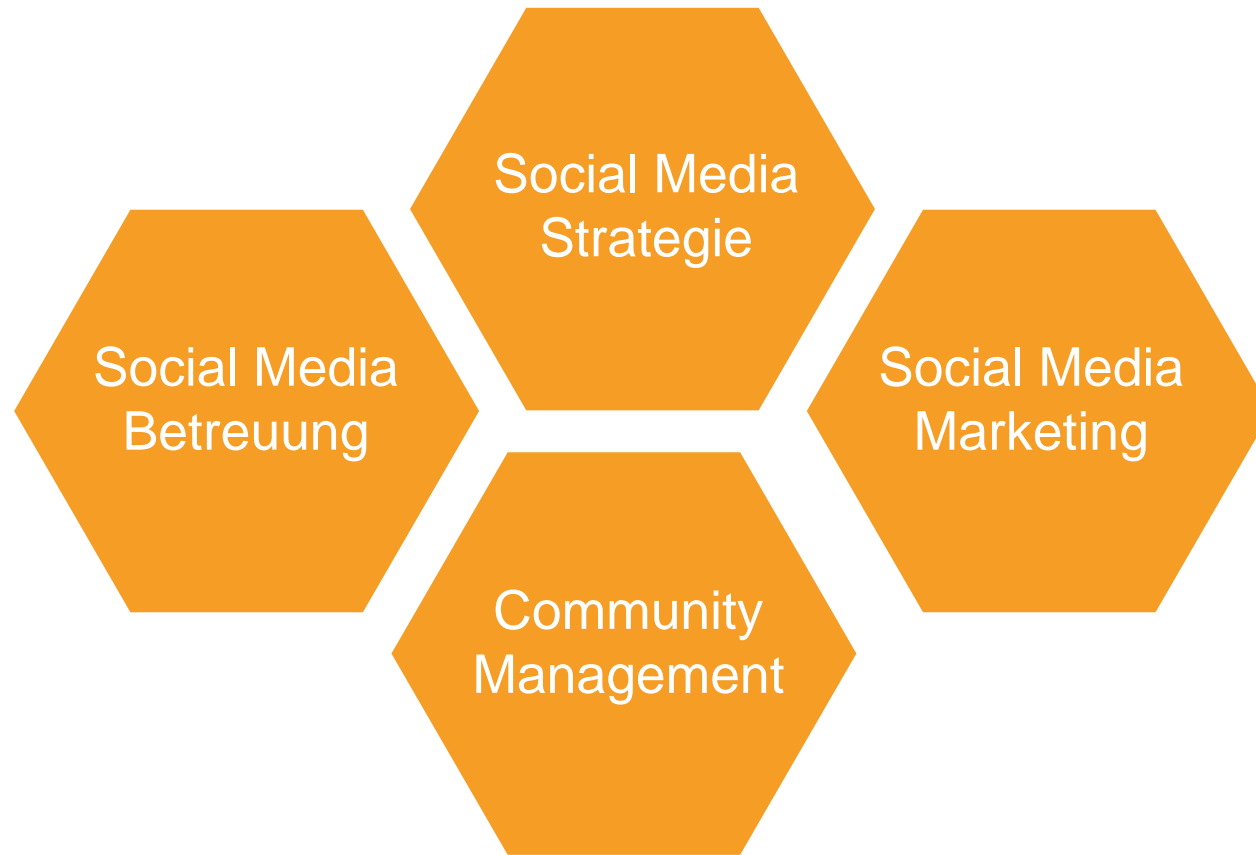 Social Media
Strategie
Social Media
Betreuung
Social Media
Marketing
Community
Management